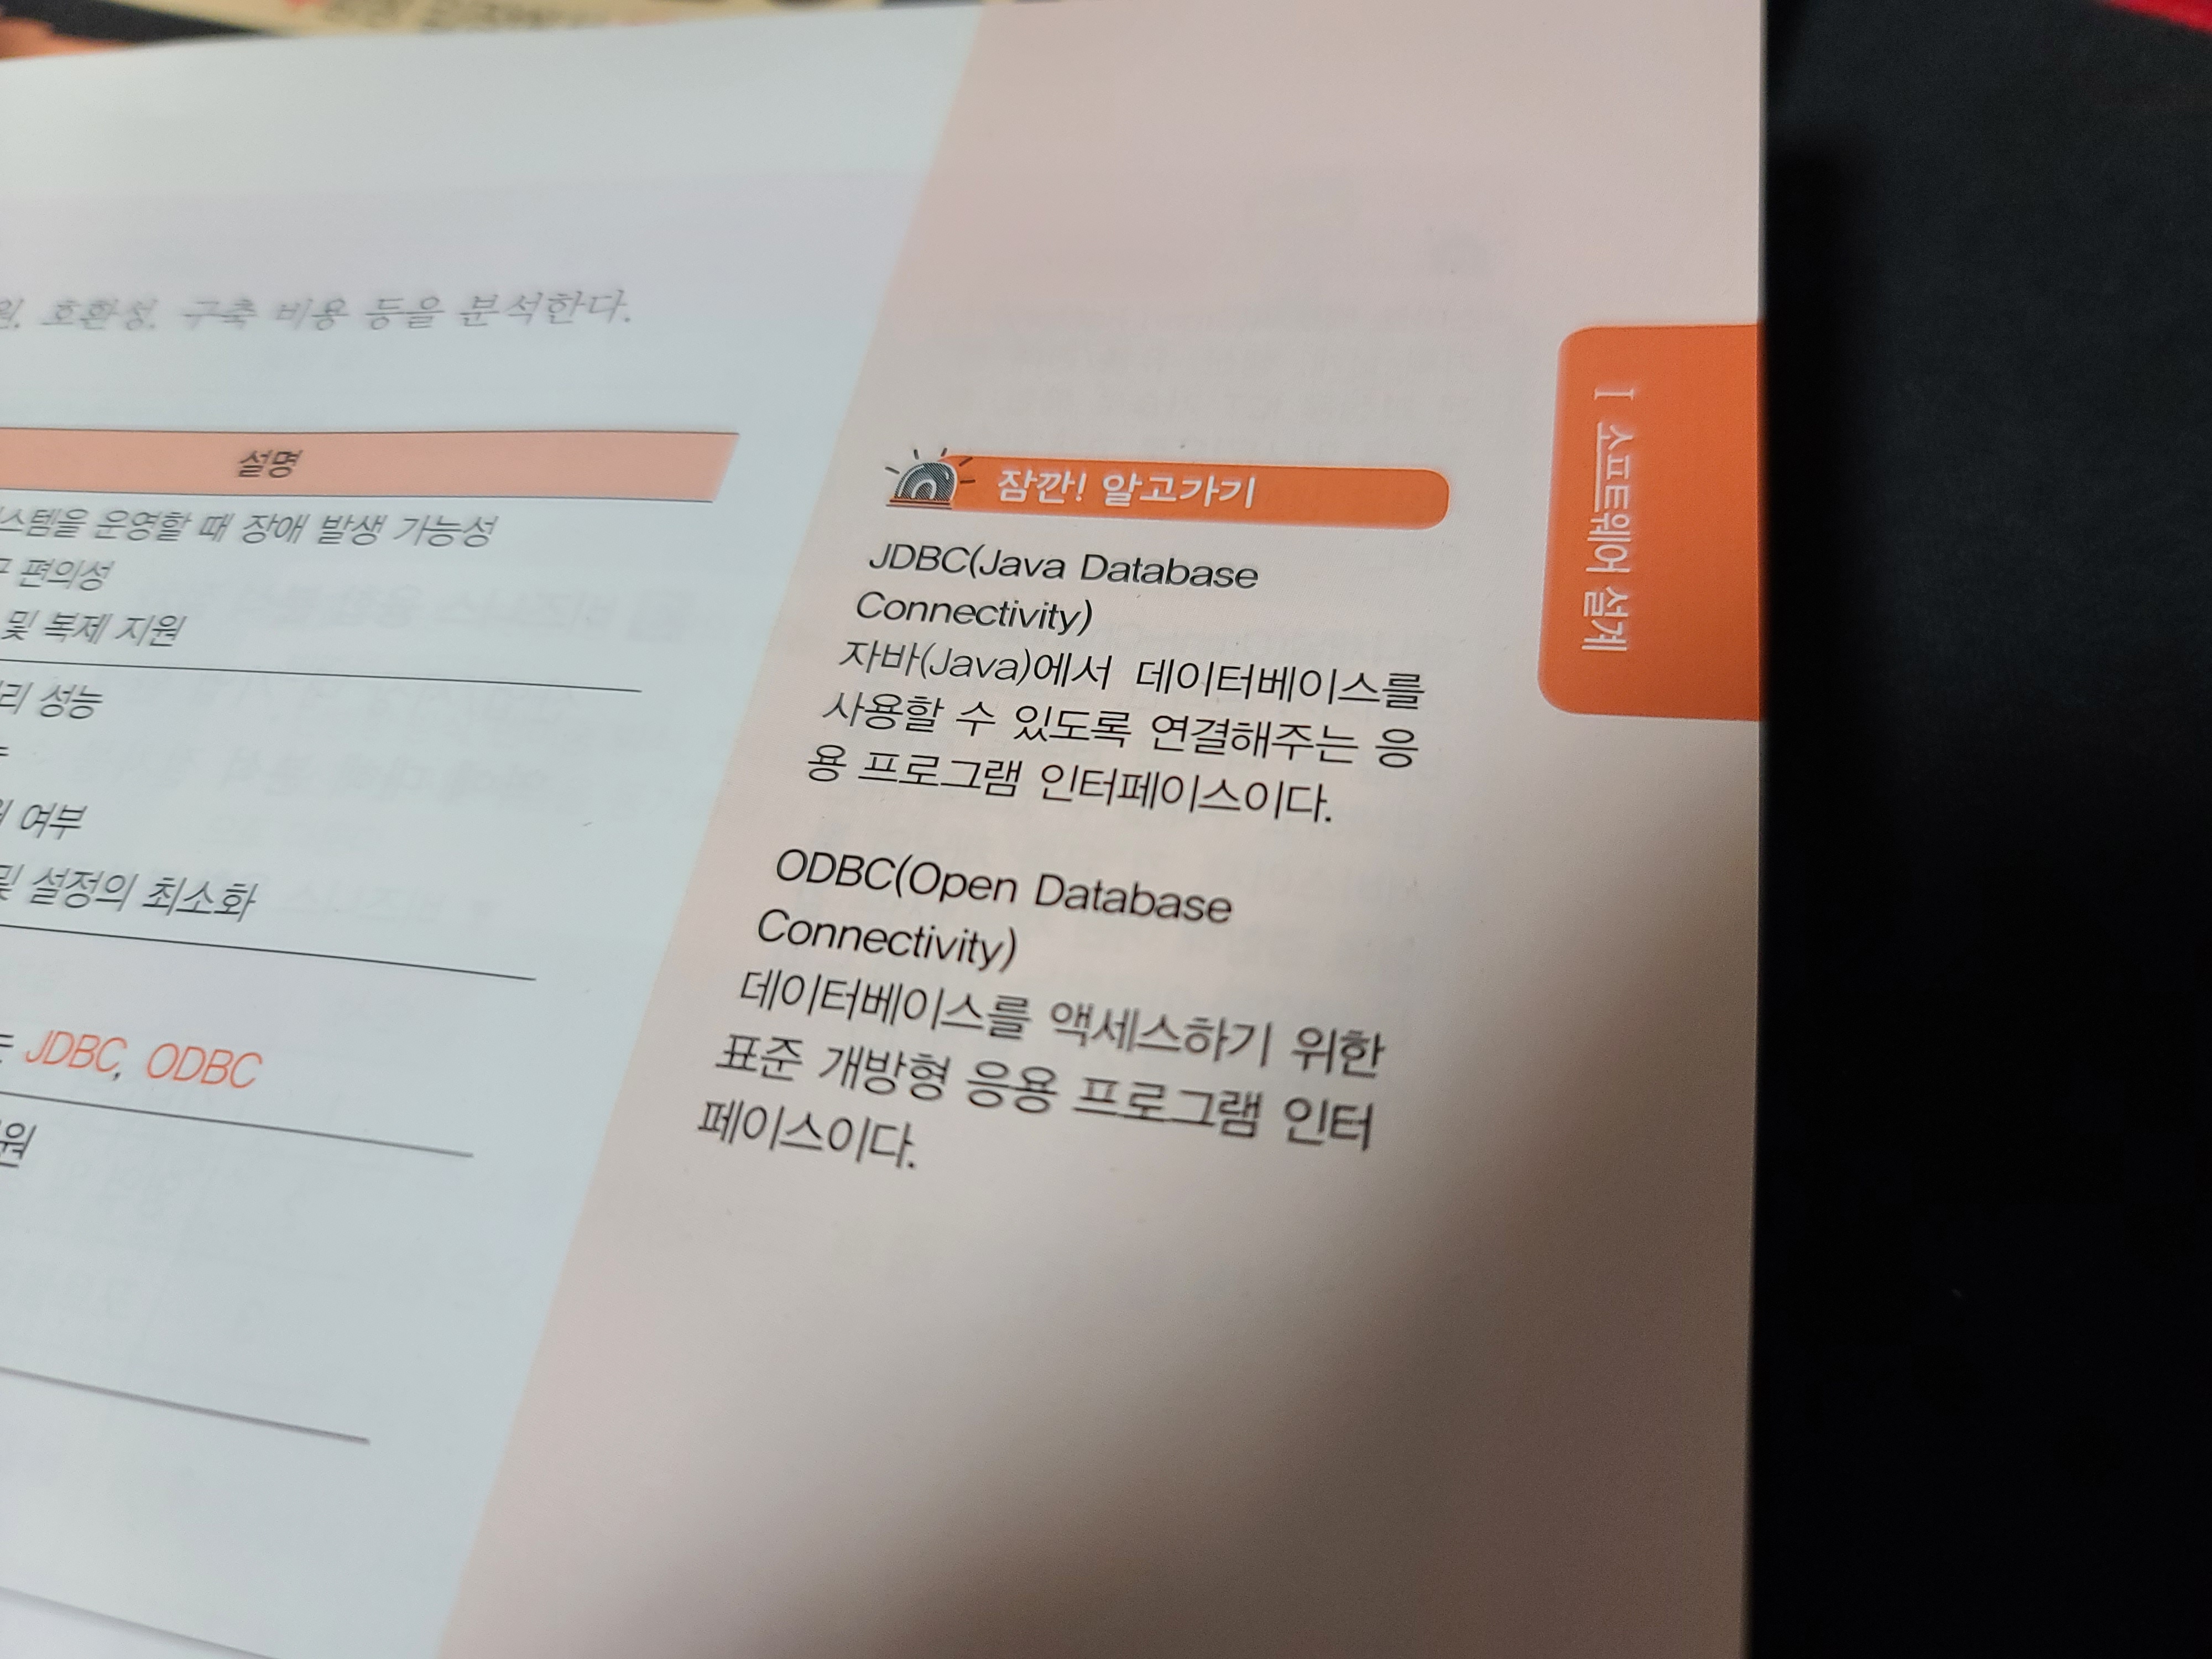 호환성, 구축 비용 등을 분석한다.
설명
스템을 운영할 때 장애 발생 가능성
편의성
및 복제 지원
리 성능
여부
및 설정의 최소화
JDBC, ODBC
원
잠깐! 알고가기
JDBC(Java Database
Connectivity)
자바(Java)에서 데이터베이스를
사용할 수 있도록 연결해주는 응
용 프로그램 인터페이스이다.
ODBC(Open Database
Connectivity)
데이터베이스를 액세스하기 위한
표준 개방형 응용 프로그램 인터
페이스이다.
I 소프트웨어 설계